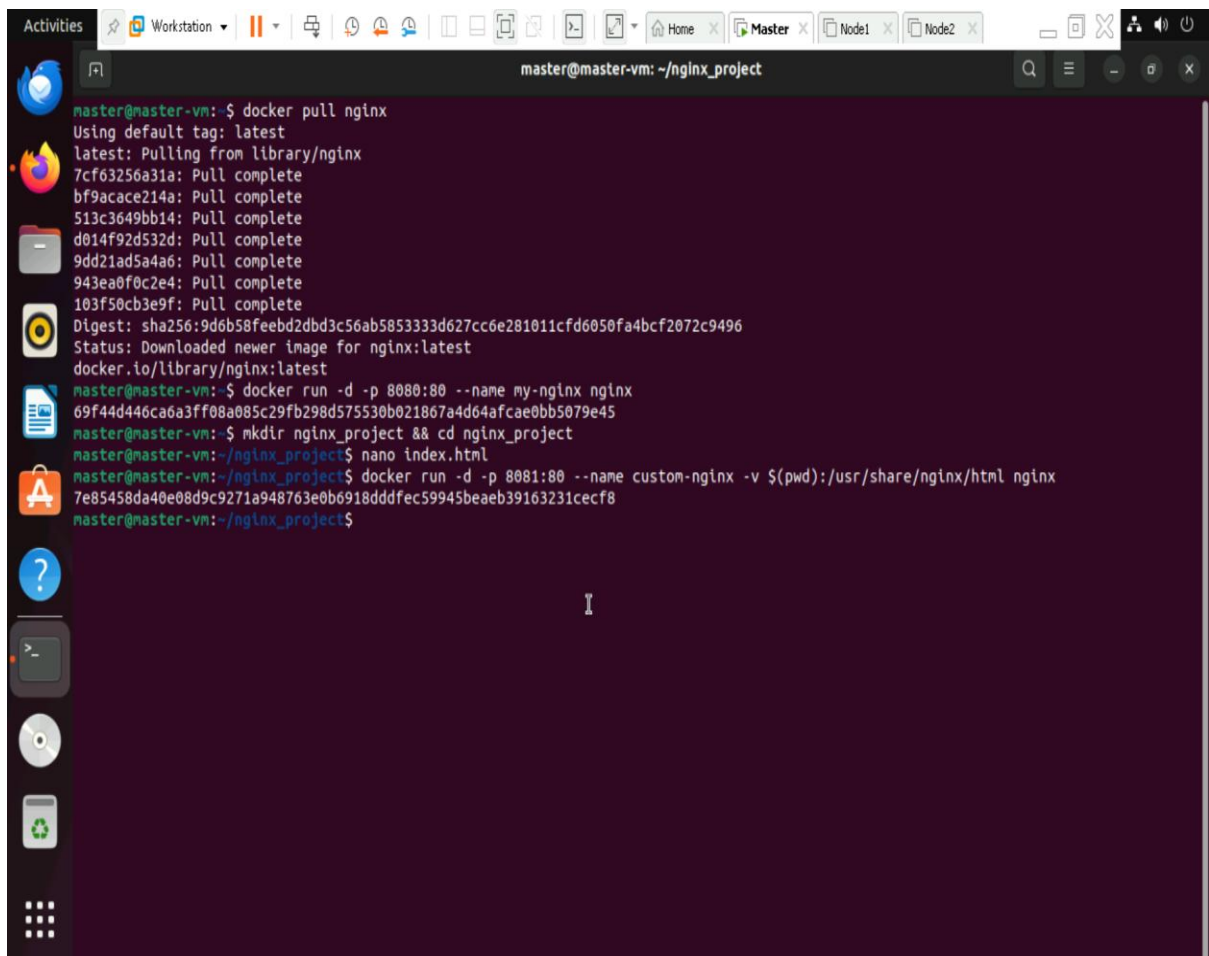 Activities
Workstation
Home
Master
Node1
Node2
master@master-vm: ~/nginx_project
master@master-vm:~$ docker pull nginx
Using default tag: latest
latest: Pulling from library/nginx
7cf63256a31a: Pull complete
bf9acace214a: Pull complete
513c3649bb14: Pull complete
d014f92d532d: Pull complete
9dd21ad5a4a6: Pull complete
943ea0f0c2e4: Pull complete
103f50cb3e9f: Pull complete
Digest: sha256:9d6b58feebd2dbd3c56ab5853333d627cc6e281011cfd6050fa4bcf2072c9496
Status: Downloaded newer image for nginx:latest
docker.io/library/nginx:latest
master@master-vm:~$ docker run -d -p 8080:80 --name my-nginx nginx
69f44d446ca6a3ff08a085c29fb298d575530b021867a4d64afcae0bb5079e45
master@master-vm:~$ mkdir nginx_project && cd nginx_project
master@master-vm:~/nginx_project$ nano index.html
master@master-vm:~/nginx_project$ docker run -d -p 8081:80 --name custom-nginx -v $(pwd):/usr/share/nginx/html nginx
7e85458da40e08d9c9271a948763e0b6918dddfec59945beaeb39163231cecf8
master@master-vm:~/nginx_project$